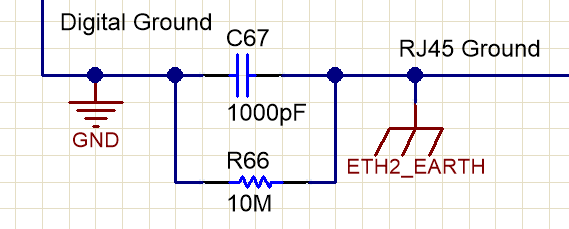 Digital Ground
C67
RJ45 Ground
1000pF
GND
R66
ETH2_EARTH
10M